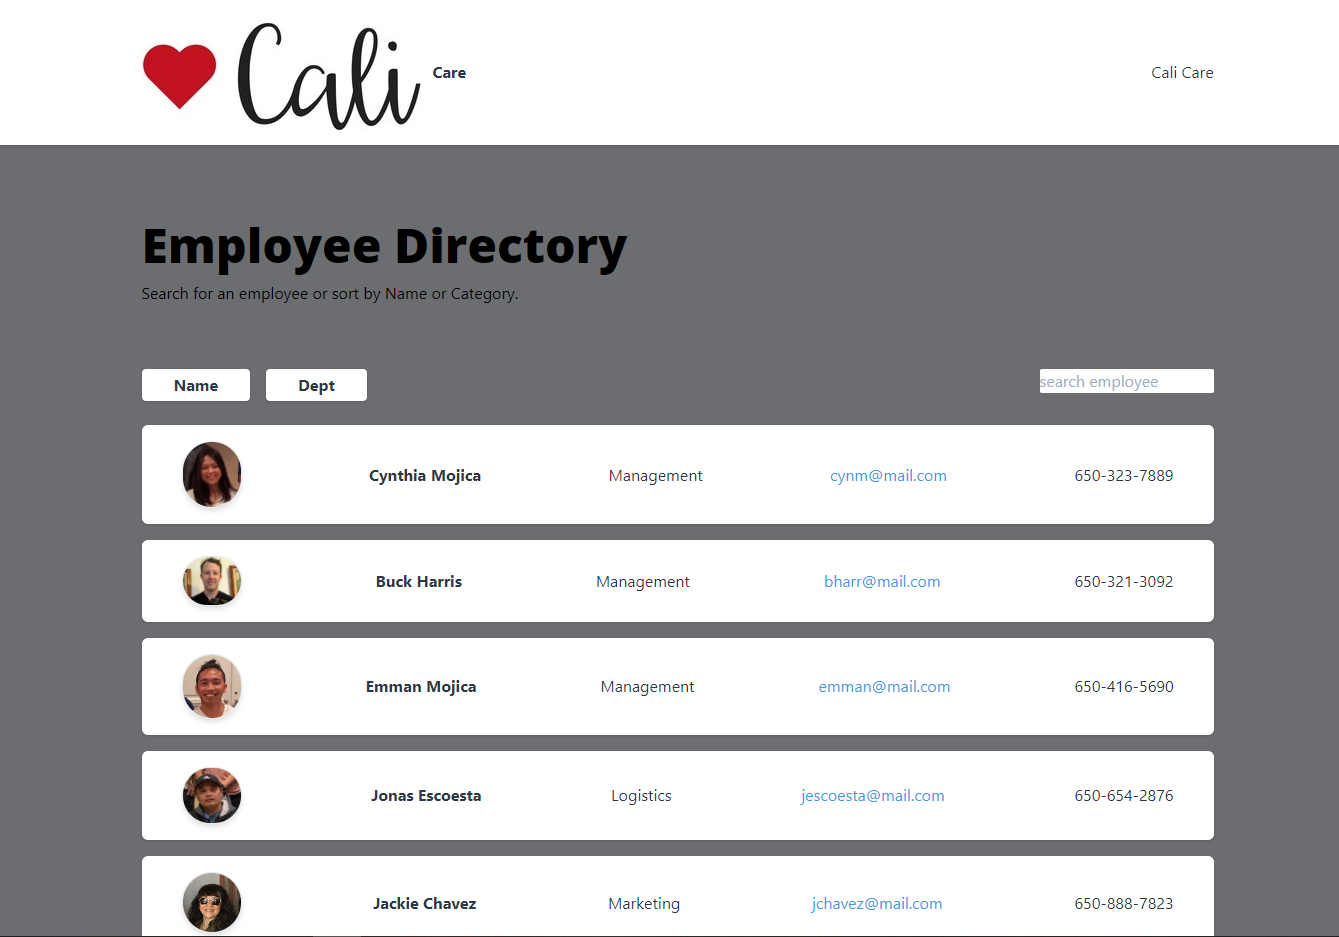 Cali Care Cali Care
Employee Directory
Search for an employee or sort by Name or Category.
Name Dept search employee
Cynthia Mojica Management cynm@mail.com 650-323-7889
Buck Harris Management bharr@mail.com 650-321-3092
Emman Mojica Management emman@mail.com 650-416-5690
Jonas Escoesta Logistics jescoesta@mail.com 650-654-2876
Jackie Chavez Marketing jchavez@mail.com 650-888-7823